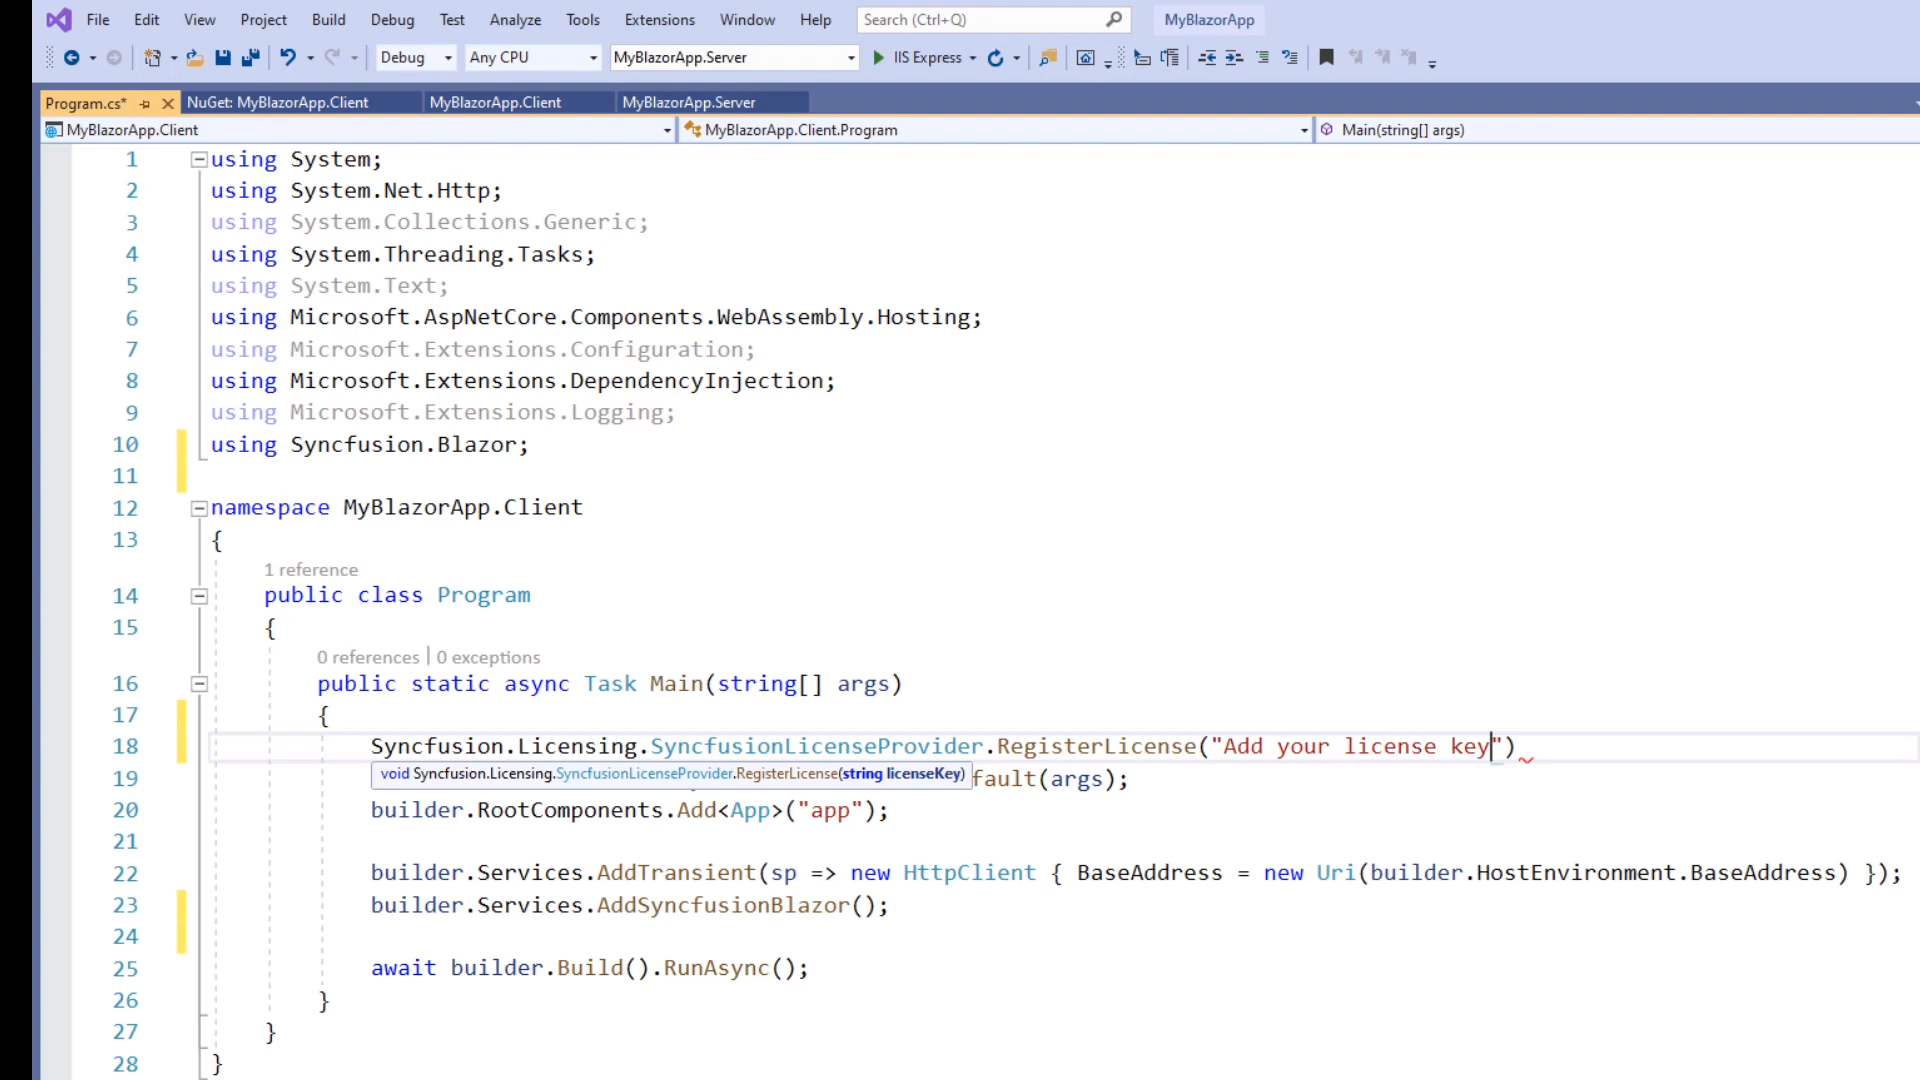 File Edit View Project Build Debug Test Analyze Tools Extensions Window Help Search (Ctrl+Q) MyBlazorApp
Debug Any CPU MyBlazorApp.Server IIS Express
Program.cs* NuGet: MyBlazorApp.Client MyBlazorApp.Client MyBlazorApp.Server
MyBlazorApp.Client MyBlazorApp.Client.Program Main(string[] args)
1 using System;
2 using System.Net.Http;
3 using System.Collections.Generic;
4 using System.Threading.Tasks;
5 using System.Text;
6 using Microsoft.AspNetCore.Components.WebAssembly.Hosting;
7 using Microsoft.Extensions.Configuration;
8 using Microsoft.Extensions.DependencyInjection;
9 using Microsoft.Extensions.Logging;
10 using Syncfusion.Blazor;
11
12 namespace MyBlazorApp.Client
13 {
1 reference
14 public class Program
15 {
0 references | 0 exceptions
16 public static async Task Main(string[] args)
17 {
18 Syncfusion.Licensing.SyncfusionLicenseProvider.RegisterLicense("Add your license key")
void Syncfusion.Licensing.SyncfusionLicenseProvider.RegisterLicense(string licenseKey)
19 fault(args);
20 builder.RootComponents.Add<App>("app");
21
22 builder.Services.AddTransient(sp => new HttpClient { BaseAddress = new Uri(builder.HostEnvironment.BaseAddress) });
23 builder.Services.AddSyncfusionBlazor();
24
25 await builder.Build().RunAsync();
26 }
27 }
28 }